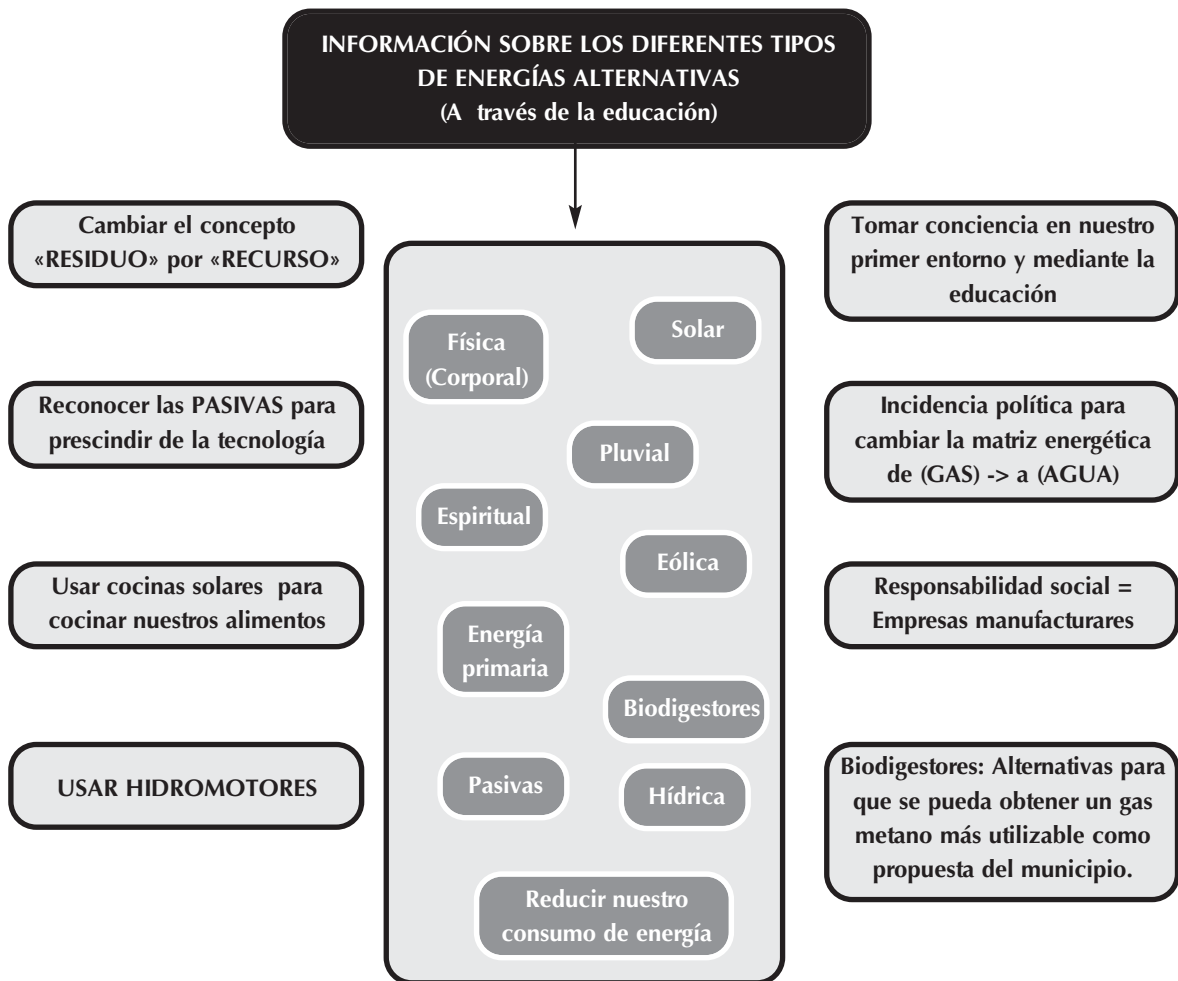 INFORMACIÓN SOBRE LOS DIFERENTES TIPOS
DE ENERGÍAS ALTERNATIVAS
(A través de la educación)
Cambiar el concepto
«RESIDUO» por «RECURSO»
Reconocer las PASIVAS para
prescindir de la tecnología
Usar cocinas solares para
cocinar nuestros alimentos
USAR HIDROMOTORES
Física
(Corporal)
Solar
Pluvial
Espiritual
Eólica
Energía
primaria
Biodigestores
Pasivas
Hídrica
Reducir nuestro
consumo de energía
Tomar conciencia en nuestro
primer entorno y mediante la
educación
Incidencia política para
cambiar la matriz energética
de (GAS) -> a (AGUA)
Responsabilidad social =
Empresas manufacturares
Biodigestores: Alternativas para
que se pueda obtener un gas
metano más utilizable como
propuesta del municipio.